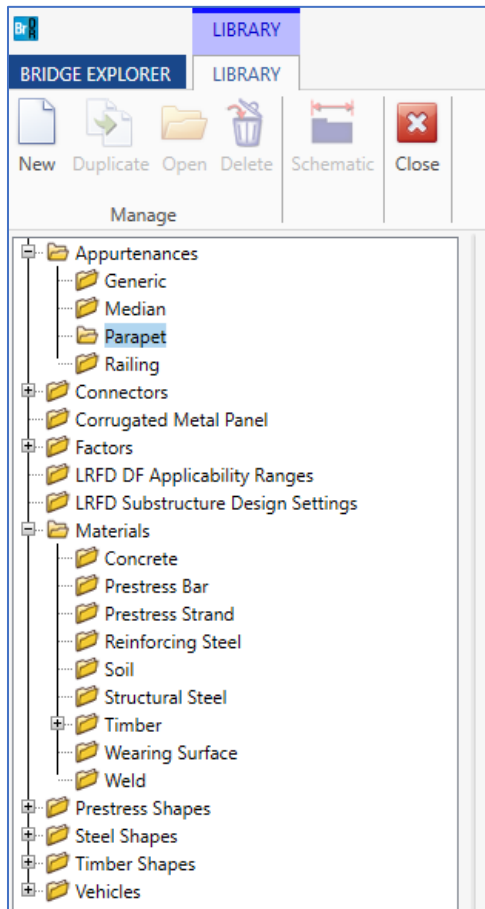 BrDR LIBRARY
BRIDGE EXPLORER LIBRARY
New Duplicate Open Delete Schematic Close
Manage
Appurtenances
Generic
Median
Parapet
Railing
Connectors
Corrugated Metal Panel
Factors
LRFD DF Applicability Ranges
LRFD Substructure Design Settings
Materials
Concrete
Prestress Bar
Prestress Strand
Reinforcing Steel
Soil
Structural Steel
Timber
Wearing Surface
Weld
Prestress Shapes
Steel Shapes
Timber Shapes
Vehicles